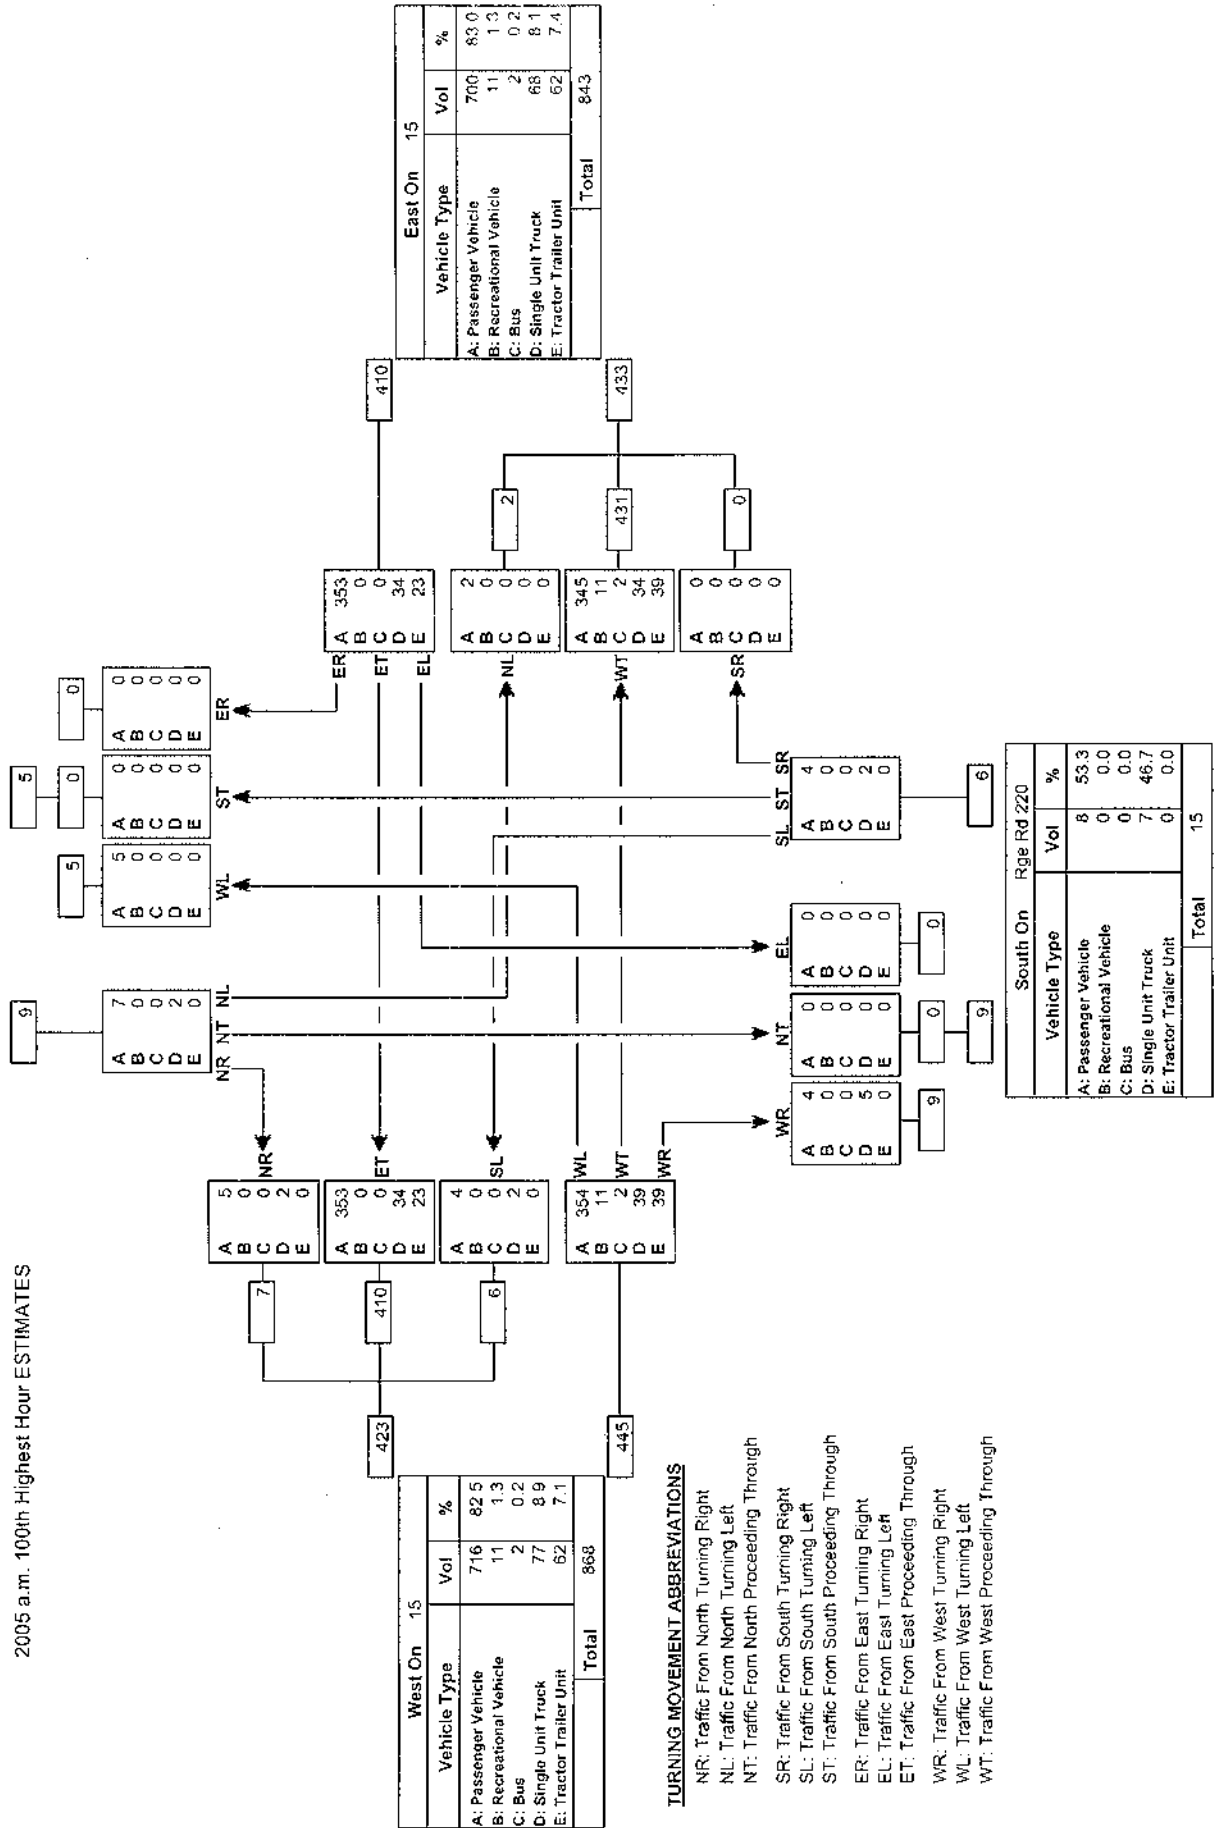 2005 a.m. 100th Highest Hour ESTIMATES
9
A 7
B 0
C 0
D 2
E 0
NR NT NL
5
A 5
B 0
C 0
D 0
E 0
WL
5
0
A 0
B 0
C 0
D 0
E 0
ST
0
A 0
B 0
C 0
D 0
E 0
ER
West On 15
Vehicle Type Vol %
A: Passenger Vehicle 716 82 5
B: Recreational Vehicle 11 1.3
C: Bus 2 0.2
D: Single Unit Truck 77 8 9
E: Tractor Trailer Unit 62 7.1
Total 868
423
445
7
A 5
B 0
C 0
D 2
E 0
NR
410
A 353
B 0
C 0
D 34
E 23
ET
6
A 4
B 0
C 0
D 2
E 0
SL
A 354
B 11
C 2
D 39
E 39
WL
WT
WR
ER
ET
EL
A 353
B 0
C 0
D 34
E 23
410
NL
A 2
B 0
C 0
D 0
E 0
2
WT
A 345
B 11
C 2
D 34
E 39
431
433
SR
A 0
B 0
C 0
D 0
E 0
0
East On 15
Vehicle Type Vol %
A: Passenger Vehicle 700 83 0
B: Recreational Vehicle 11 1 3
C: Bus 2 0 2
D: Single Unit Truck 68 8 1
E: Tractor Trailer Unit 62 7.4
Total 843
WR
A 4
B 0
C 0
D 5
E 0
9
NT
A 0
B 0
C 0
D 0
E 0
0
9
EL
A 0
B 0
C 0
D 0
E 0
0
SL ST SR
A 4
B 0
C 0
D 2
E 0
6
South On Rge Rd 220
Vehicle Type Vol %
A: Passenger Vehicle 8 53.3
B: Recreational Vehicle 0 0.0
C: Bus 0 0.0
D: Single Unit Truck 7 46.7
E: Tractor Trailer Unit 0 0.0
Total 15
TURNING MOVEMENT ABBREVIATIONS
NR: Traffic From North Turning Right
NL: Traffic From North Turning Left
NT: Traffic From North Proceeding Through
SR: Traffic From South Turning Right
SL: Traffic From South Turning Left
ST: Traffic From South Proceeding Through
ER: Traffic From East Turning Right
EL: Traffic From East Turning Left
ET: Traffic From East Proceeding Through
WR: Traffic From West Turning Right
WL: Traffic From West Turning Left
WT: Traffic From West Proceeding Through